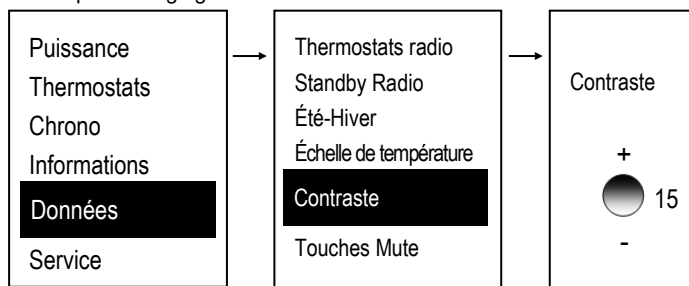 Puissance
Thermostats
Chrono
Informations
Données
Service
Thermostats radio
Standby Radio
Été-Hiver
Échelle de température
Contraste
Touches Mute
Contraste
+
15
-